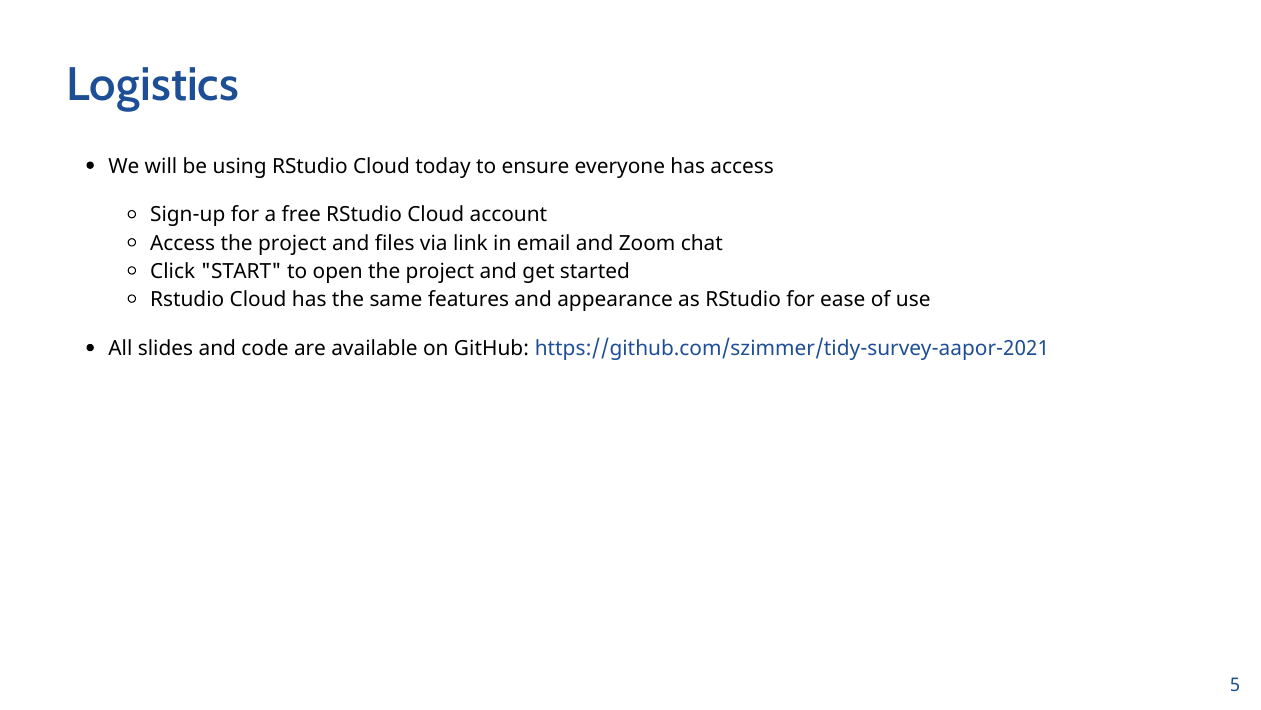 Logistics
We will be using RStudio Cloud today to ensure everyone has access
Sign-up for a free RStudio Cloud account
Access the project and files via link in email and Zoom chat
Click "START" to open the project and get started
Rstudio Cloud has the same features and appearance as RStudio for ease of use
All slides and code are available on GitHub: https://github.com/szimmer/tidy-survey-aapor-2021
5